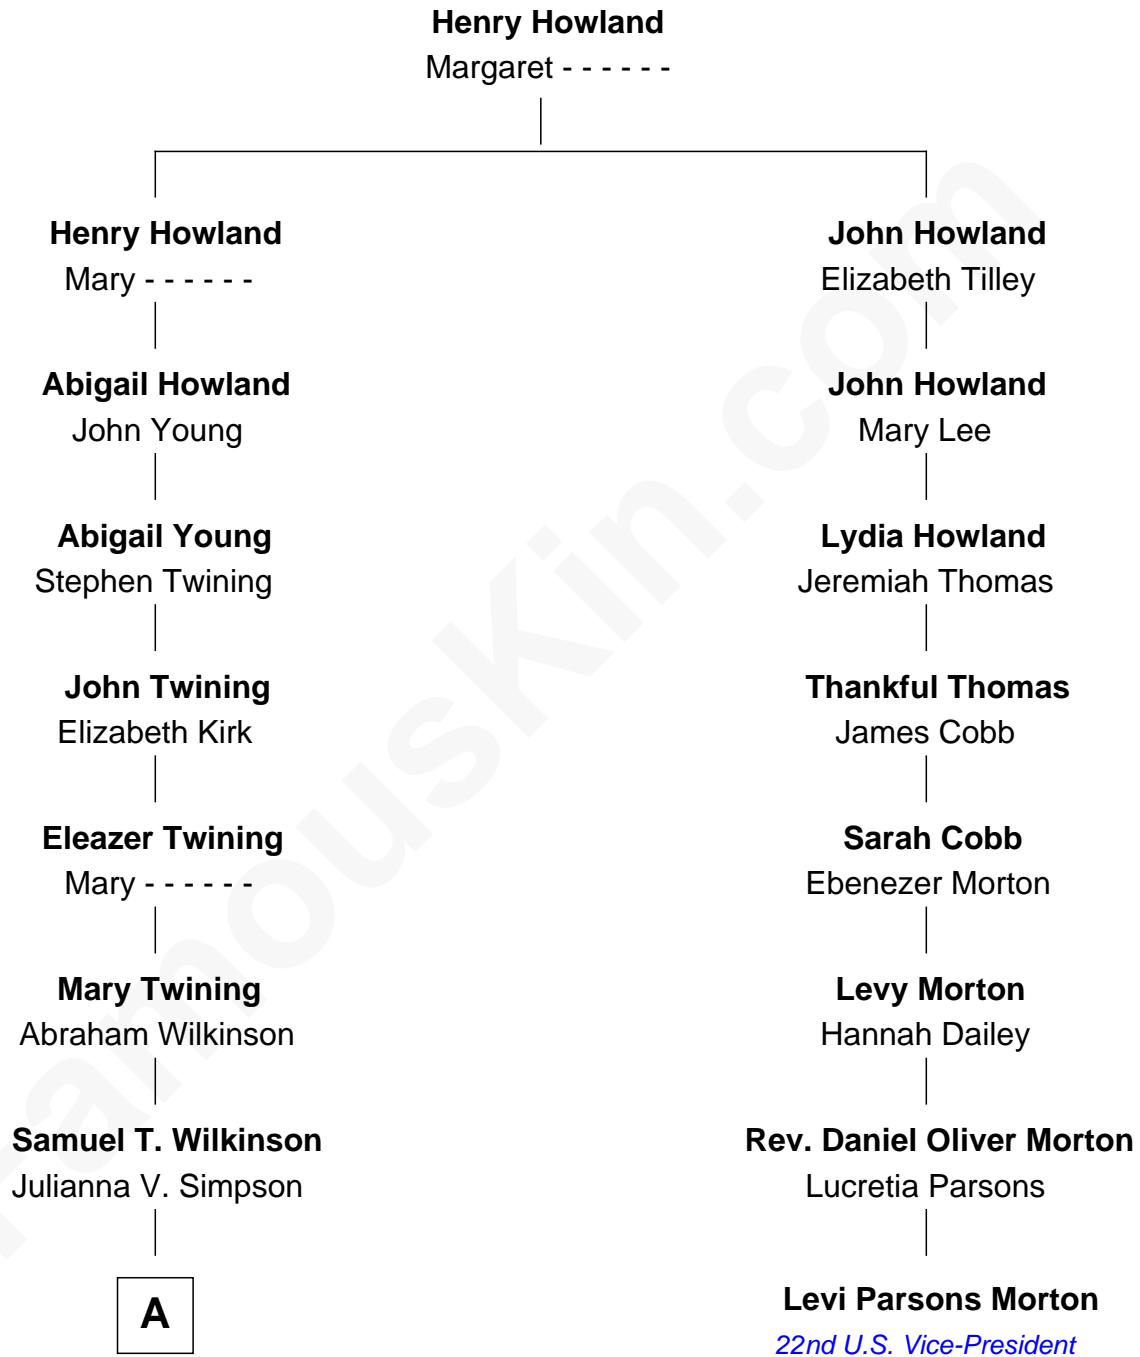 Henry Howland
Margaret - - - - - -
Henry Howland
Mary - - - - - -
Abigail Howland
John Young
Abigail Young
Stephen Twining
John Twining
Elizabeth Kirk
Eleazer Twining
Mary - - - - - -
Mary Twining
Abraham Wilkinson
Samuel T. Wilkinson
Julianna V. Simpson
A
John Howland
Elizabeth Tilley
John Howland
Mary Lee
Lydia Howland
Jeremiah Thomas
Thankful Thomas
James Cobb
Sarah Cobb
Ebenezer Morton
Levy Morton
Hannah Dailey
Rev. Daniel Oliver Morton
Lucretia Parsons
Levi Parsons Morton
22nd U.S. Vice-President
FamousKin.com